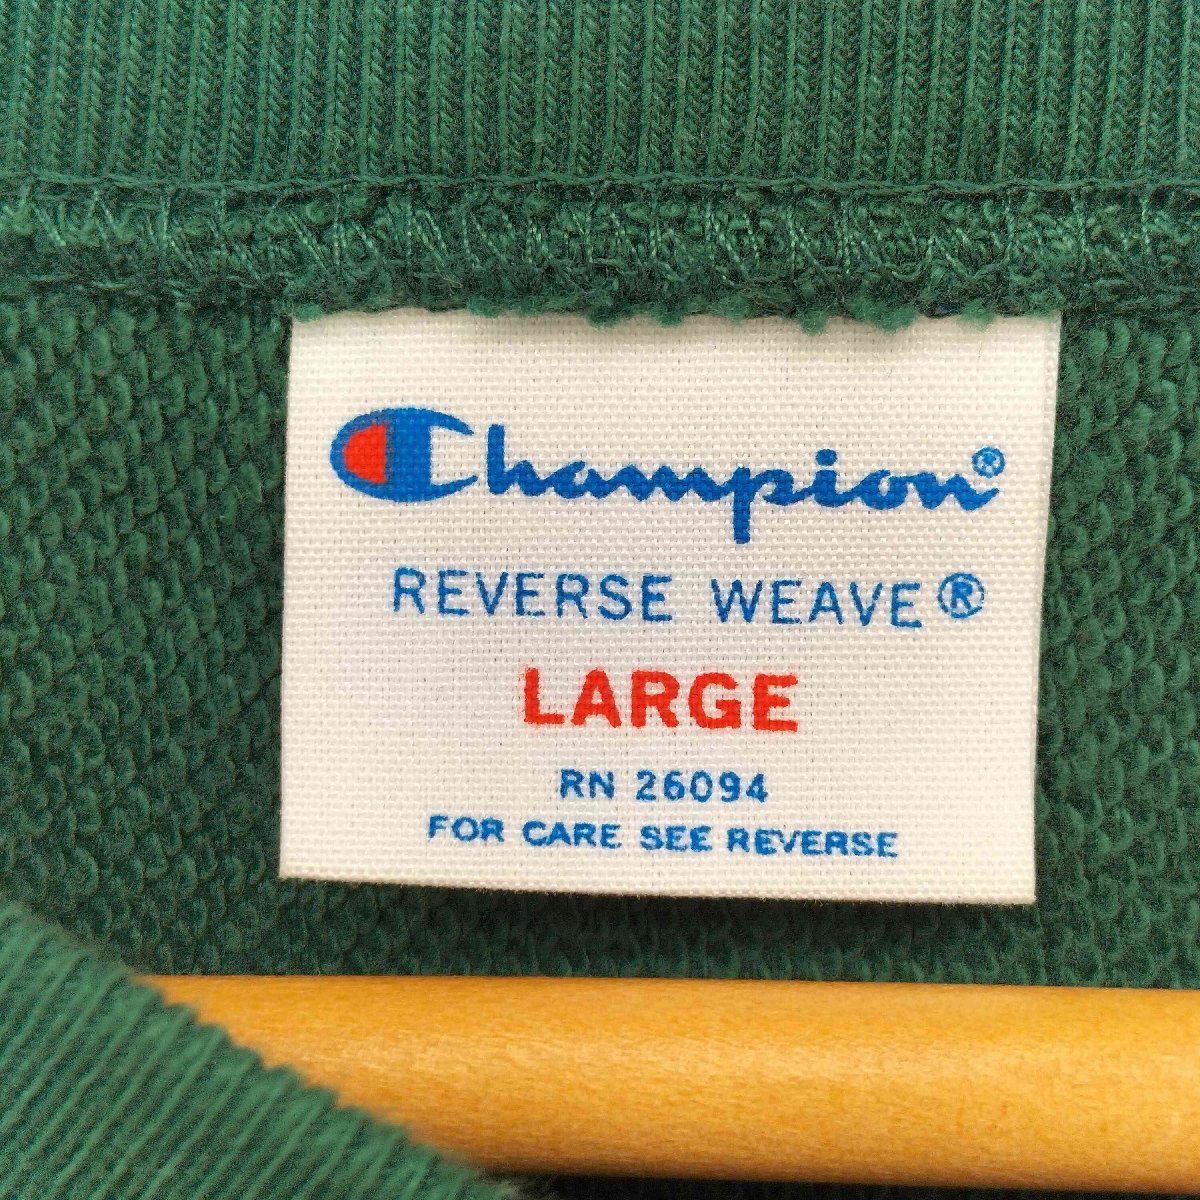 Champion®
REVERSE WEAVE®
LARGE
RN 26094
FOR CARE SEE REVERSE